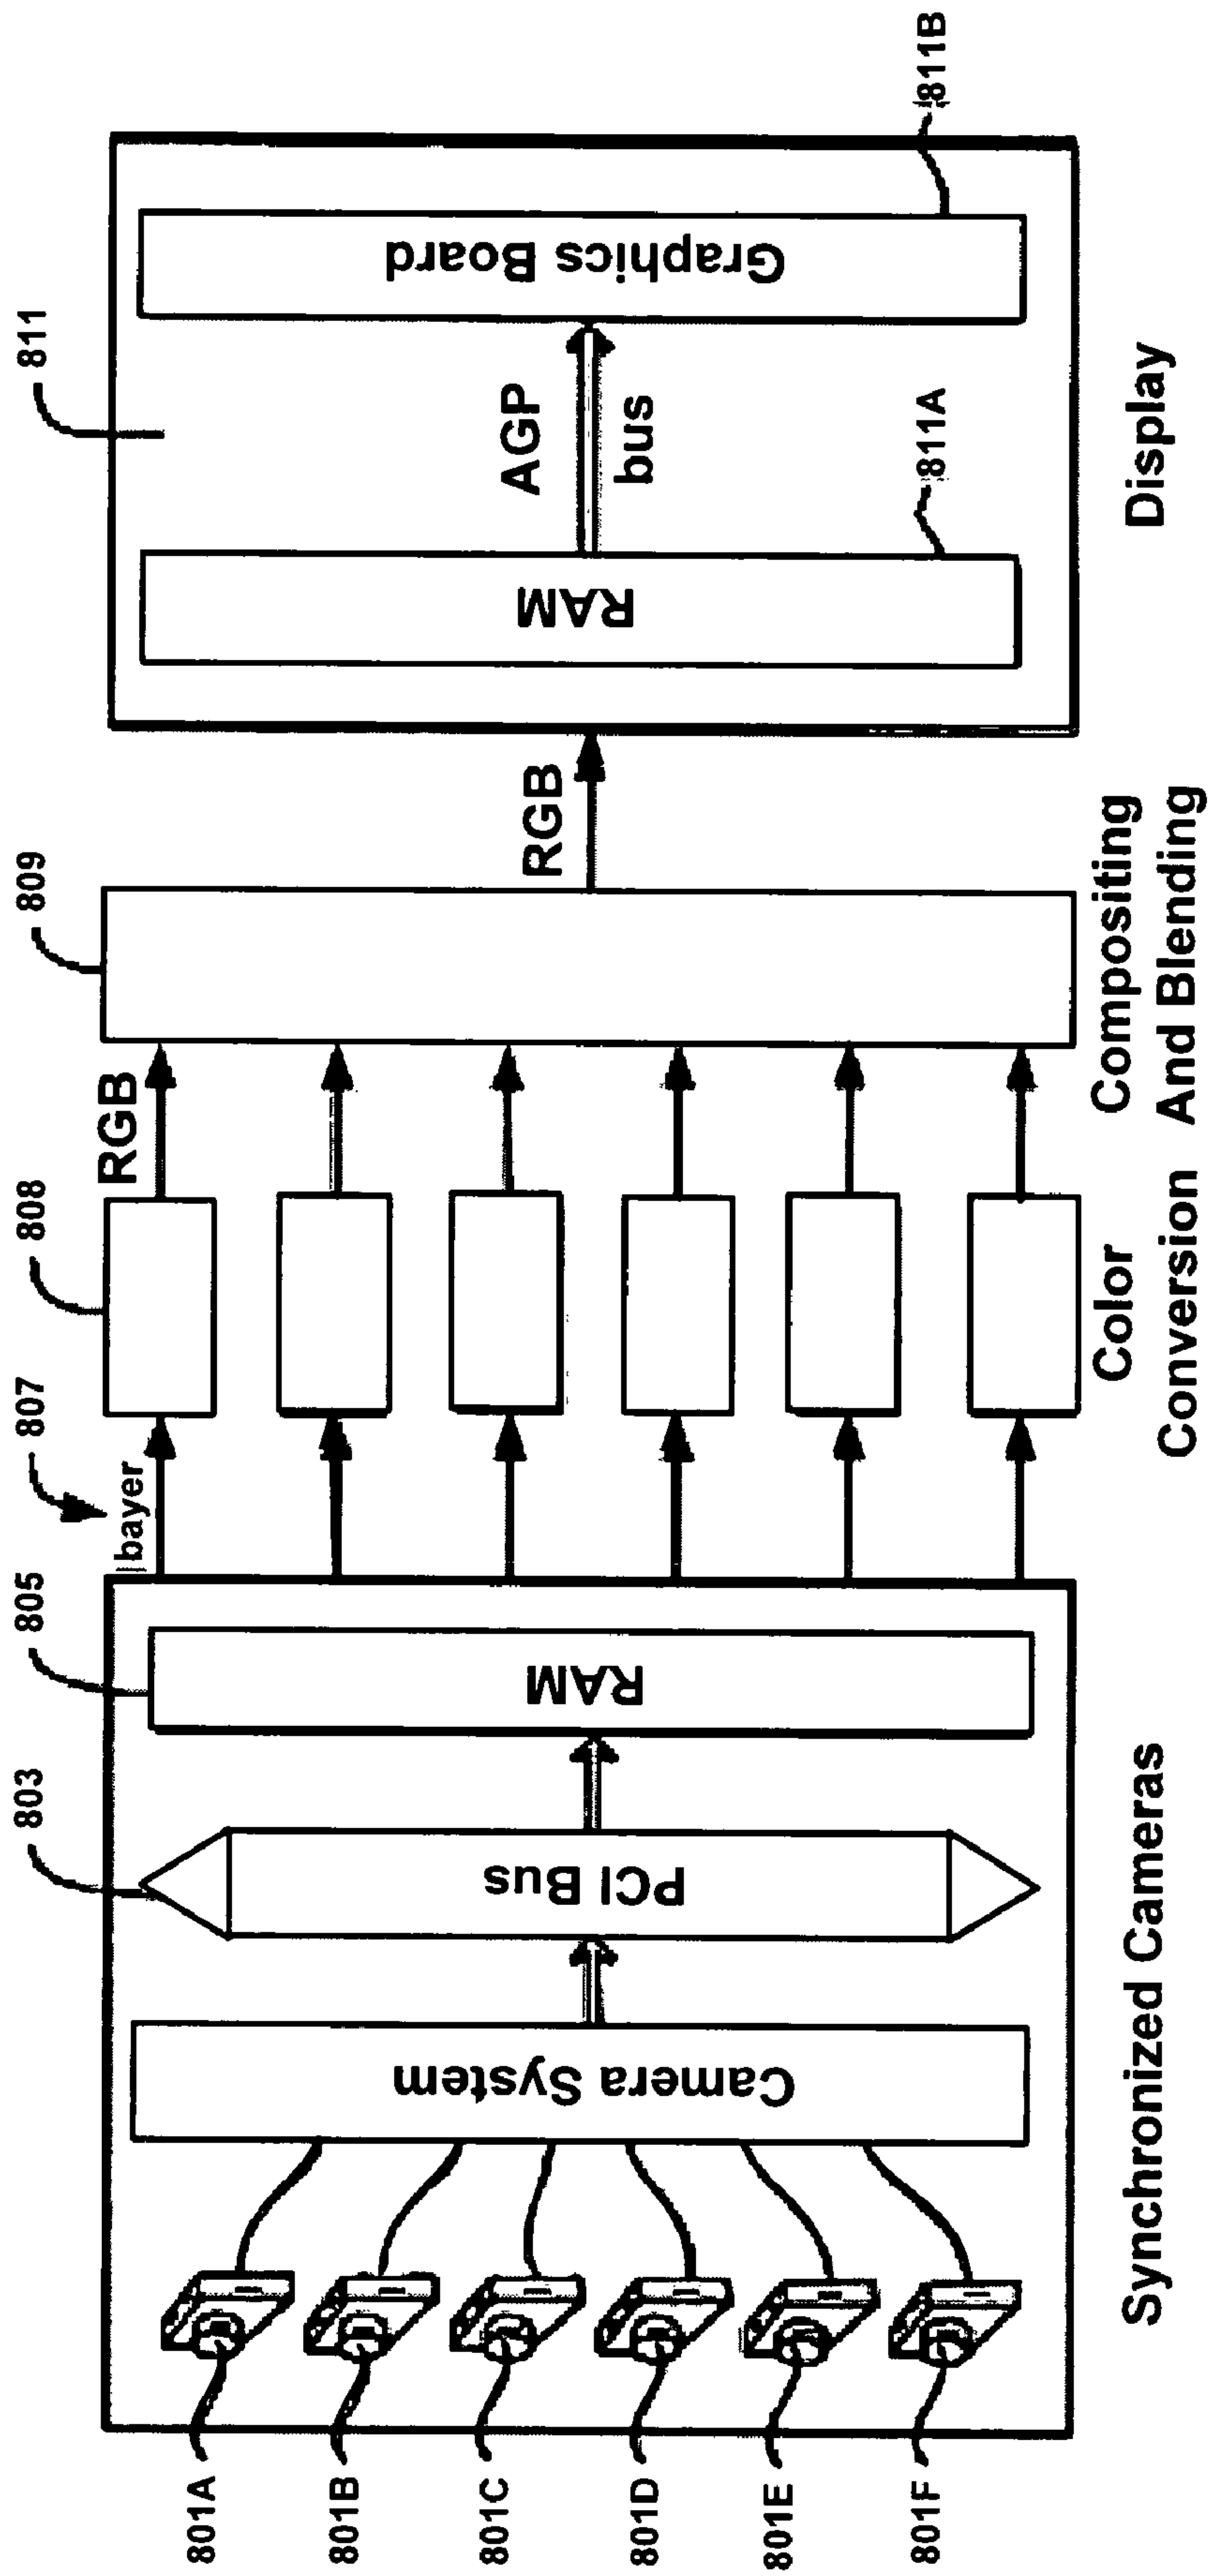 801A
801B
801C
801D
801E
801F
Camera System
803
PCI Bus
805
RAM
Synchronized Cameras
807
bayer
808
RGB
Color
Conversion
809
Compositing
And Blending
RGB
811
RAM
811A
AGP
bus
Graphics Board
811B
Display